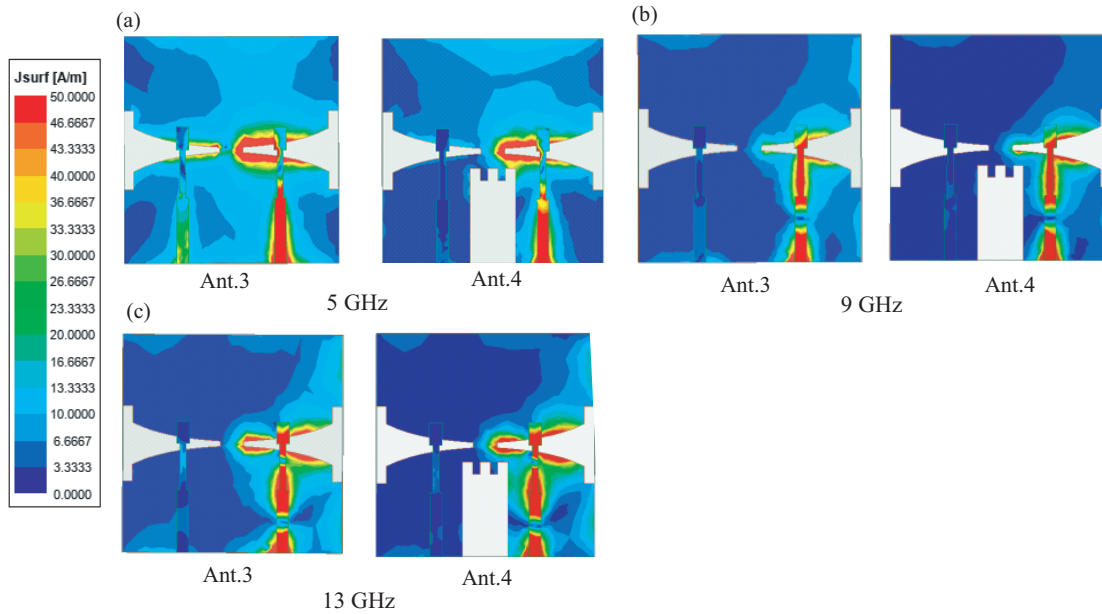 (a)
(b)
Jsurf [A/m]
50.0000
46.6667
43.3333
40.0000
36.6667
33.3333
30.0000
26.6667
23.3333
20.0000
16.6667
13.3333
10.0000
6.6667
3.3333
0.0000
Ant.3
Ant.4
5 GHz
Ant.3
Ant.4
9 GHz
(c)
Ant.3
Ant.4
13 GHz